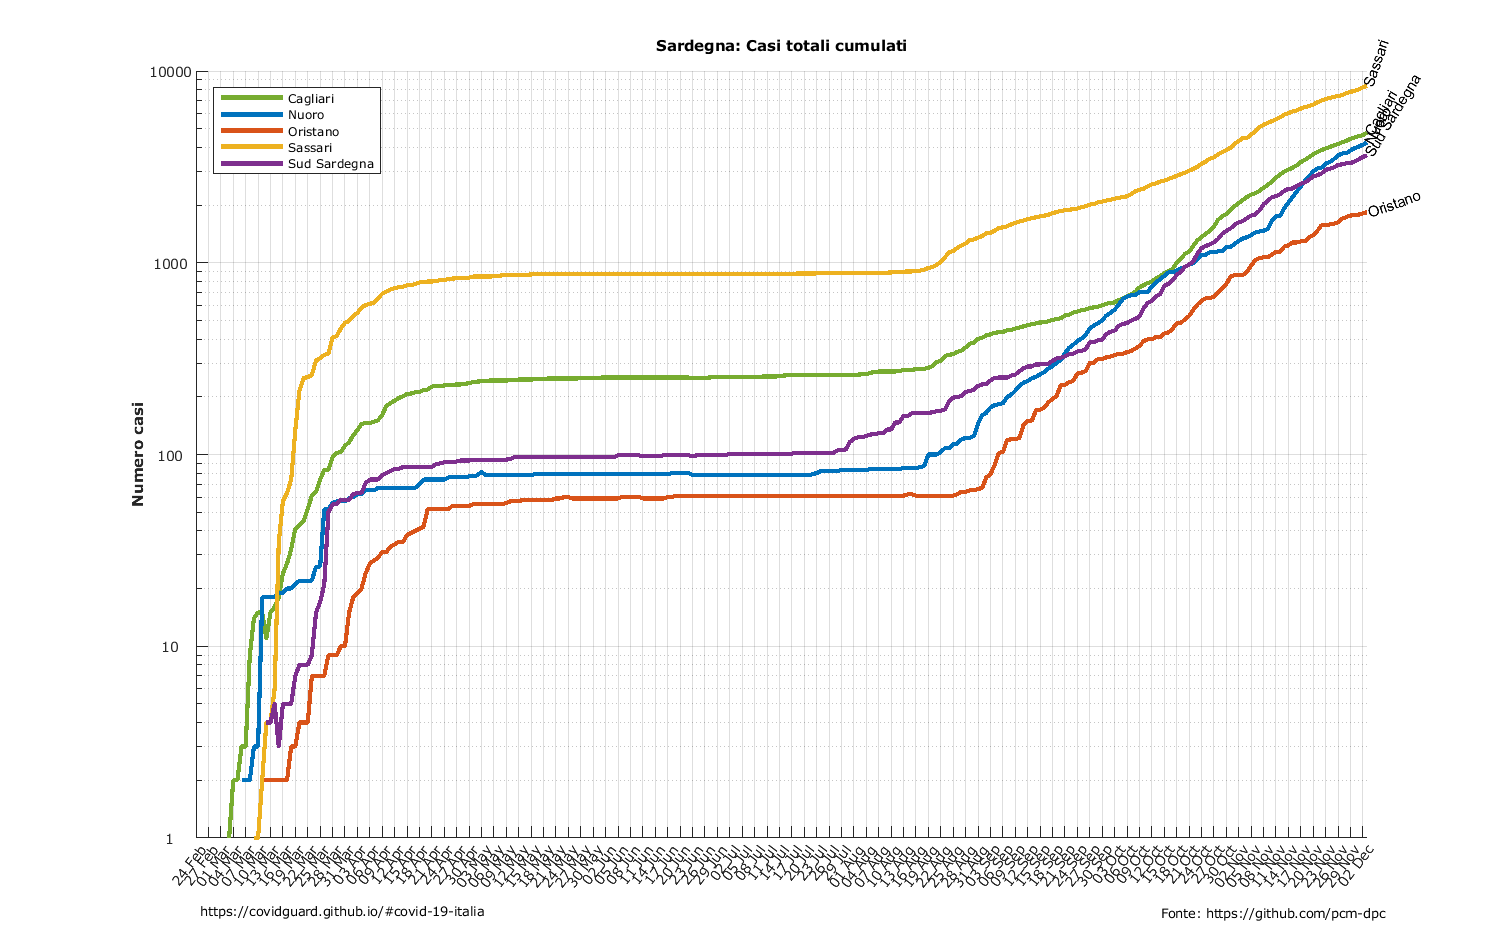 Sardegna: Casi totali cumulati
10000
1000
100
10
1
Numero casi
Cagliari
Nuoro
Oristano
Sassari
Sud Sardegna
Sassari
Cagliari
Nuoro
Sud Sardegna
Oristano
24 Feb
27 Feb
01 Mar
04 Mar
07 Mar
10 Mar
13 Mar
16 Mar
19 Mar
22 Mar
25 Mar
28 Mar
31 Mar
03 Apr
06 Apr
09 Apr
12 Apr
15 Apr
18 Apr
21 Apr
24 Apr
27 Apr
30 Apr
03 May
06 May
09 May
12 May
15 May
18 May
21 May
24 May
27 May
30 May
02 Jun
05 Jun
08 Jun
11 Jun
14 Jun
17 Jun
20 Jun
23 Jun
26 Jun
29 Jun
02 Jul
05 Jul
08 Jul
11 Jul
14 Jul
17 Jul
20 Jul
23 Jul
26 Jul
29 Jul
01 Aug
04 Aug
07 Aug
10 Aug
13 Aug
16 Aug
19 Aug
22 Aug
25 Aug
28 Aug
31 Aug
03 Sep
06 Sep
09 Sep
12 Sep
15 Sep
18 Sep
21 Sep
24 Sep
27 Sep
30 Sep
03 Oct
06 Oct
09 Oct
12 Oct
15 Oct
18 Oct
21 Oct
24 Oct
27 Oct
30 Oct
02 Nov
05 Nov
08 Nov
11 Nov
14 Nov
17 Nov
20 Nov
23 Nov
26 Nov
29 Nov
02 Dec
https://covidguard.github.io/#covid-19-italia
Fonte: https://github.com/pcm-dpc